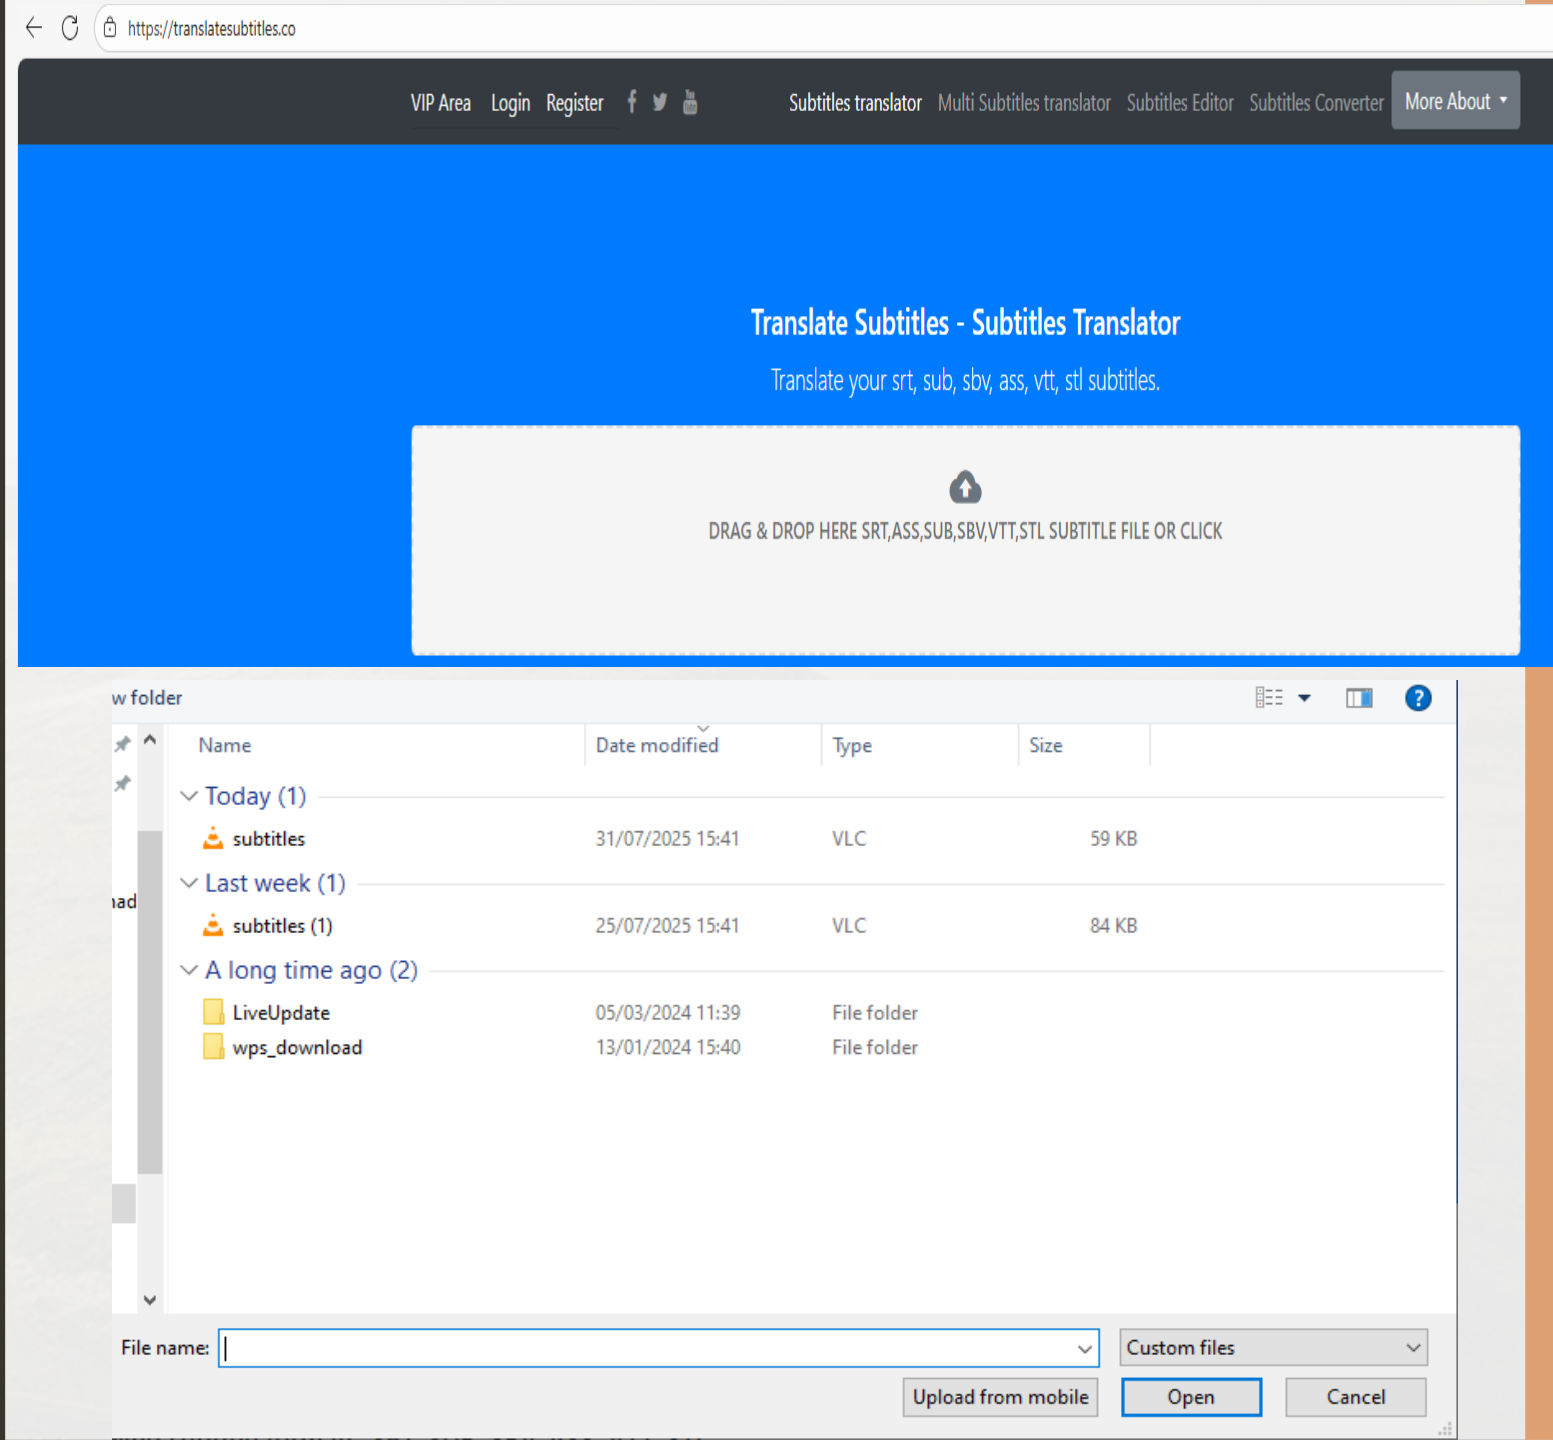 https://translatesubtitles.co
VIP Area Login Register Subtitles translator Multi Subtitles translator Subtitles Editor Subtitles Converter More About
Translate Subtitles - Subtitles Translator
Translate your srt, sub, sbv, ass, vtt, stl subtitles.
DRAG & DROP HERE SRT,ASS,SUB,SBV,VTT,STL SUBTITLE FILE OR CLICK
w folder
Name Date modified Type Size
Today (1)
subtitles 31/07/2025 15:41 VLC 59 KB
Last week (1)
subtitles (1) 25/07/2025 15:41 VLC 84 KB
A long time ago (2)
LiveUpdate 05/03/2024 11:39 File folder
wps_download 13/01/2024 15:40 File folder
File name: Custom files
Upload from mobile Open Cancel